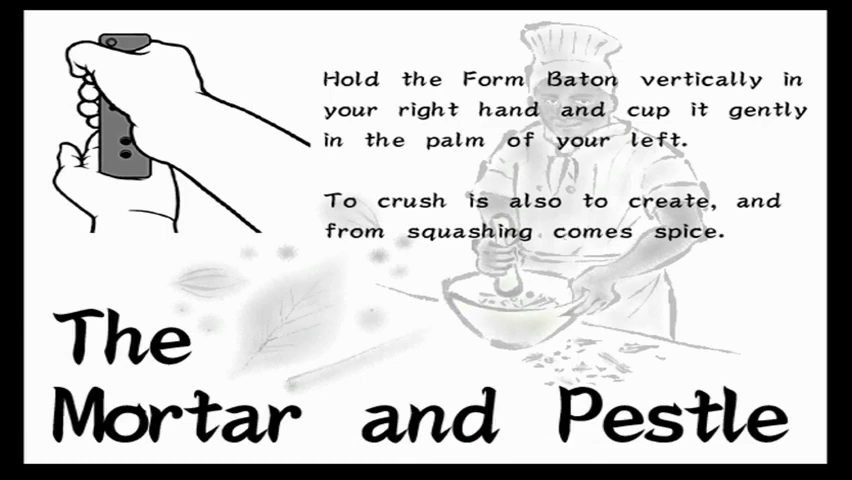 Hold the Form Baton vertically in
your right hand and cup it gently
in the palm of your left.
To crush is also to create, and
from squashing comes spice.
The
Mortar and Pestle